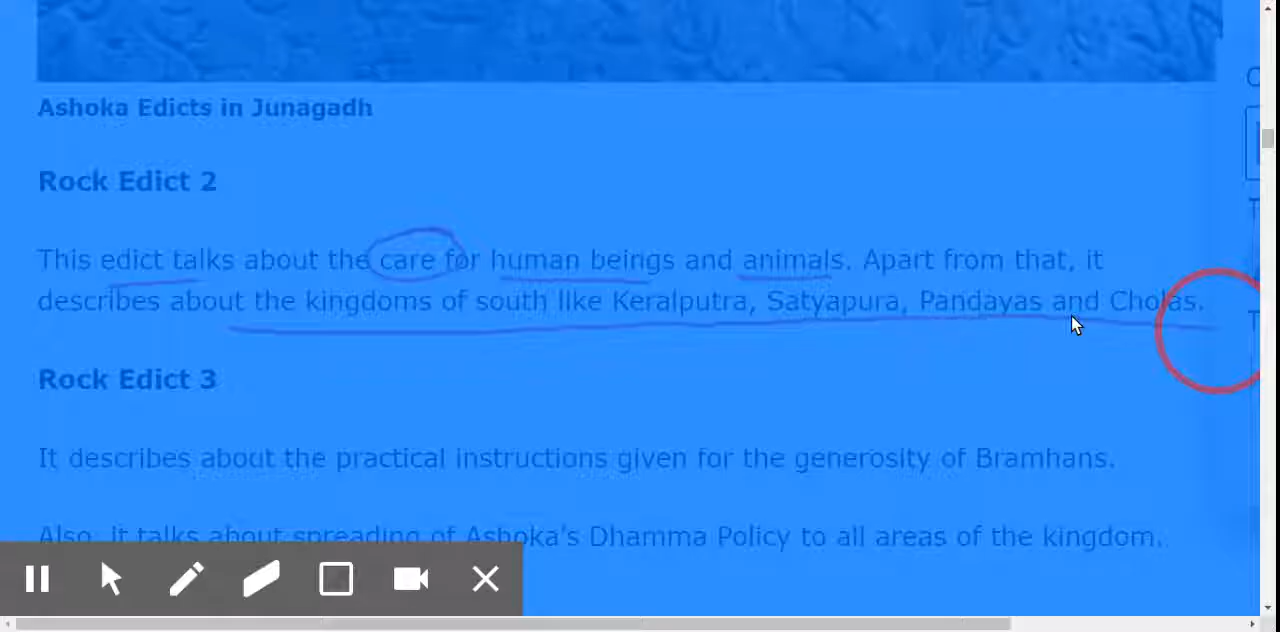 Ashoka Edicts in Junagadh
Rock Edict 2
This edict talks about the care for human beings and animals. Apart from that, it
describes about the kingdoms of south like Keralputra, Satyapura, Pandayas and Cholas.
Rock Edict 3
It describes about the practical instructions given for the generosity of Bramhans.
Also, it talks about spreading of Ashoka's Dhamma Policy to all areas of the kingdom.